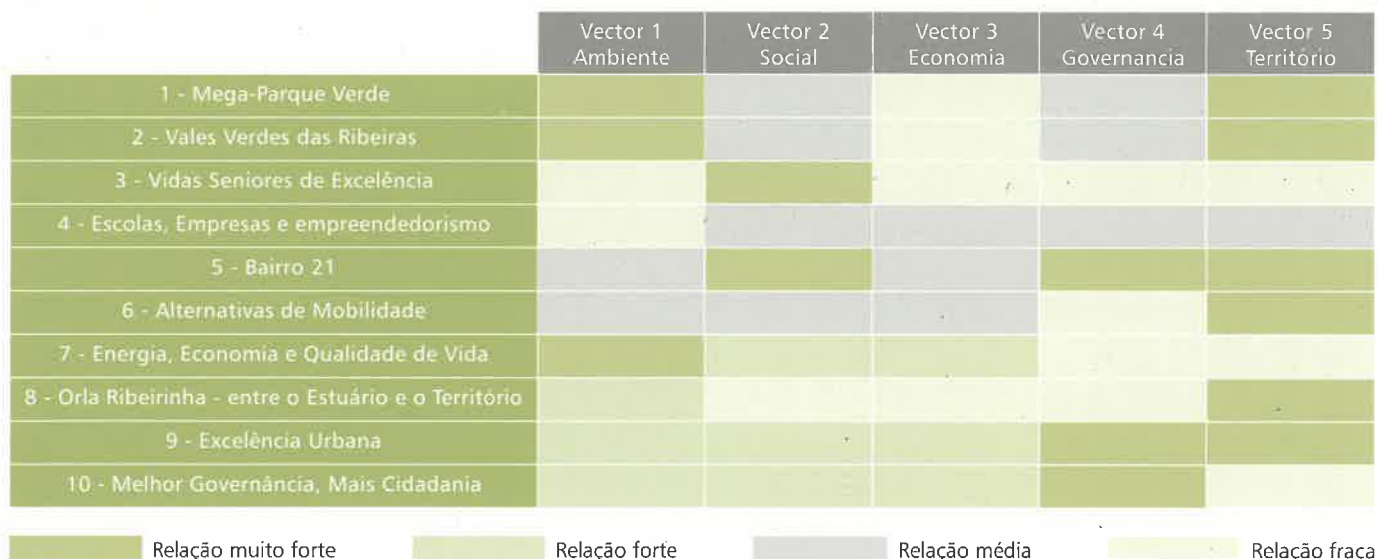 Vector 1
Ambiente
Vector 2
Social
Vector 3
Economia
Vector 4
Governancia
Vector 5
Território
1 - Mega-Parque Verde
2 - Vales Verdes das Ribeiras
3 - Vidas Seniores de Excelência
4 - Escolas, Empresas e empreendedorismo
5 - Bairro 21
6 - Alternativas de Mobilidade
7 - Energia, Economia e Qualidade de Vida
8 - Orla Ribeirinha - entre o Estuário e o Território
9 - Excelência Urbana
10 - Melhor Governância, Mais Cidadania
Relação muito forte
Relação forte
Relação média
Relação fraca